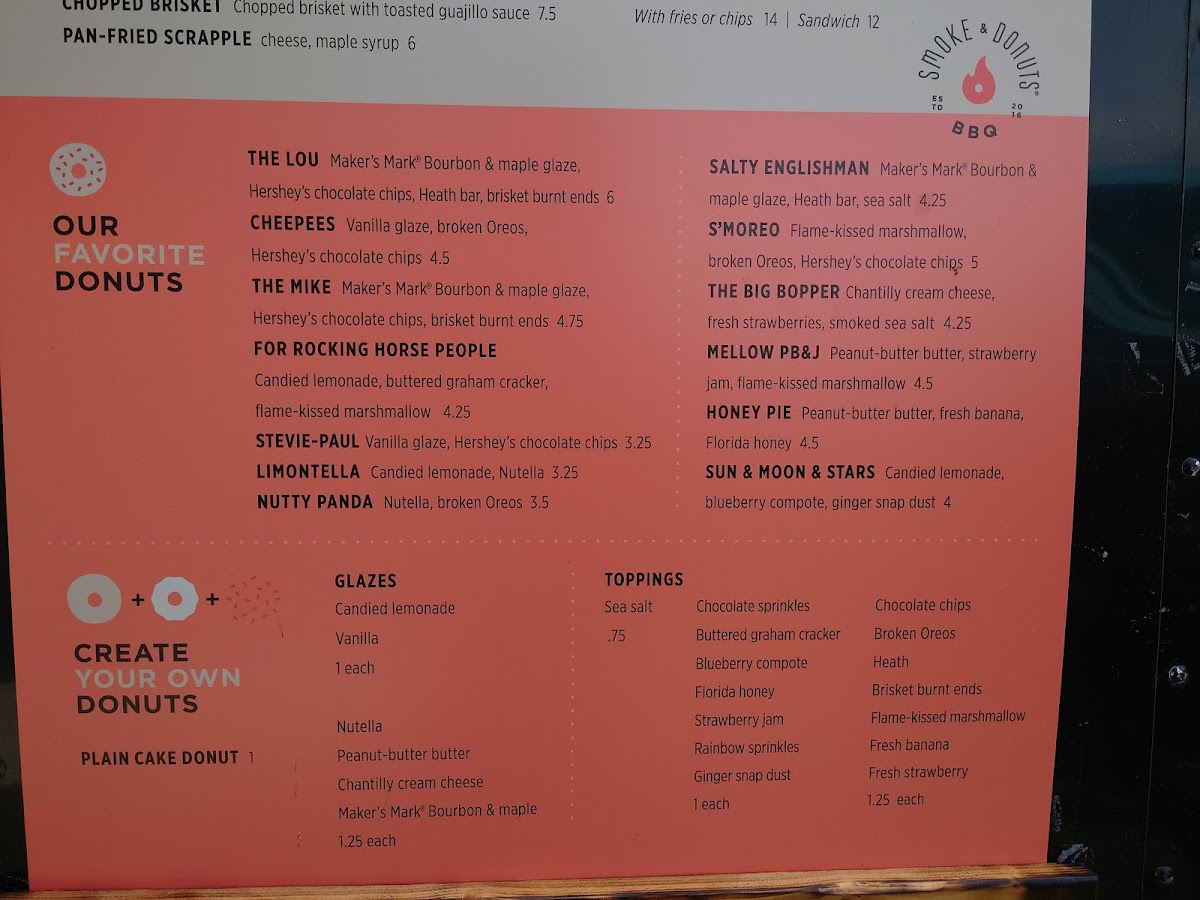 CHOPPED BRISKET Chopped brisket with toasted guajillo sauce 7.5
PAN-FRIED SCRAPPLE cheese, maple syrup 6
With fries or chips 14 | Sandwich 12
SMOKE & DONUTS®
ESTD 2016
BBQ
OUR
FAVORITE
DONUTS
THE LOU Maker's Mark® Bourbon & maple glaze,
Hershey's chocolate chips, Heath bar, brisket burnt ends 6
CHEEPEES Vanilla glaze, broken Oreos,
Hershey's chocolate chips 4.5
THE MIKE Maker's Mark® Bourbon & maple glaze,
Hershey's chocolate chips, brisket burnt ends 4.75
FOR ROCKING HORSE PEOPLE
Candied lemonade, buttered graham cracker,
flame-kissed marshmallow 4.25
STEVIE-PAUL Vanilla glaze, Hershey's chocolate chips 3.25
LIMONTELLA Candied lemonade, Nutella 3.25
NUTTY PANDA Nutella, broken Oreos 3.5
SALTY ENGLISHMAN Maker's Mark® Bourbon &
maple glaze, Heath bar, sea salt 4.25
S'MOREO Flame-kissed marshmallow,
broken Oreos, Hershey's chocolate chips 5
THE BIG BOPPER Chantilly cream cheese,
fresh strawberries, smoked sea salt 4.25
MELLOW PB&J Peanut-butter butter, strawberry
jam, flame-kissed marshmallow 4.5
HONEY PIE Peanut-butter butter, fresh banana,
Florida honey 4.5
SUN & MOON & STARS Candied lemonade,
blueberry compote, ginger snap dust 4
+ +
CREATE
YOUR OWN
DONUTS
PLAIN CAKE DONUT 1
GLAZES
Candied lemonade
Vanilla
1 each
Nutella
Peanut-butter butter
Chantilly cream cheese
Maker's Mark® Bourbon & maple
1.25 each
TOPPINGS
Sea salt
.75
Chocolate sprinkles
Buttered graham cracker
Blueberry compote
Florida honey
Strawberry jam
Rainbow sprinkles
Ginger snap dust
1 each
Chocolate chips
Broken Oreos
Heath
Brisket burnt ends
Flame-kissed marshmallow
Fresh banana
Fresh strawberry
1.25 each